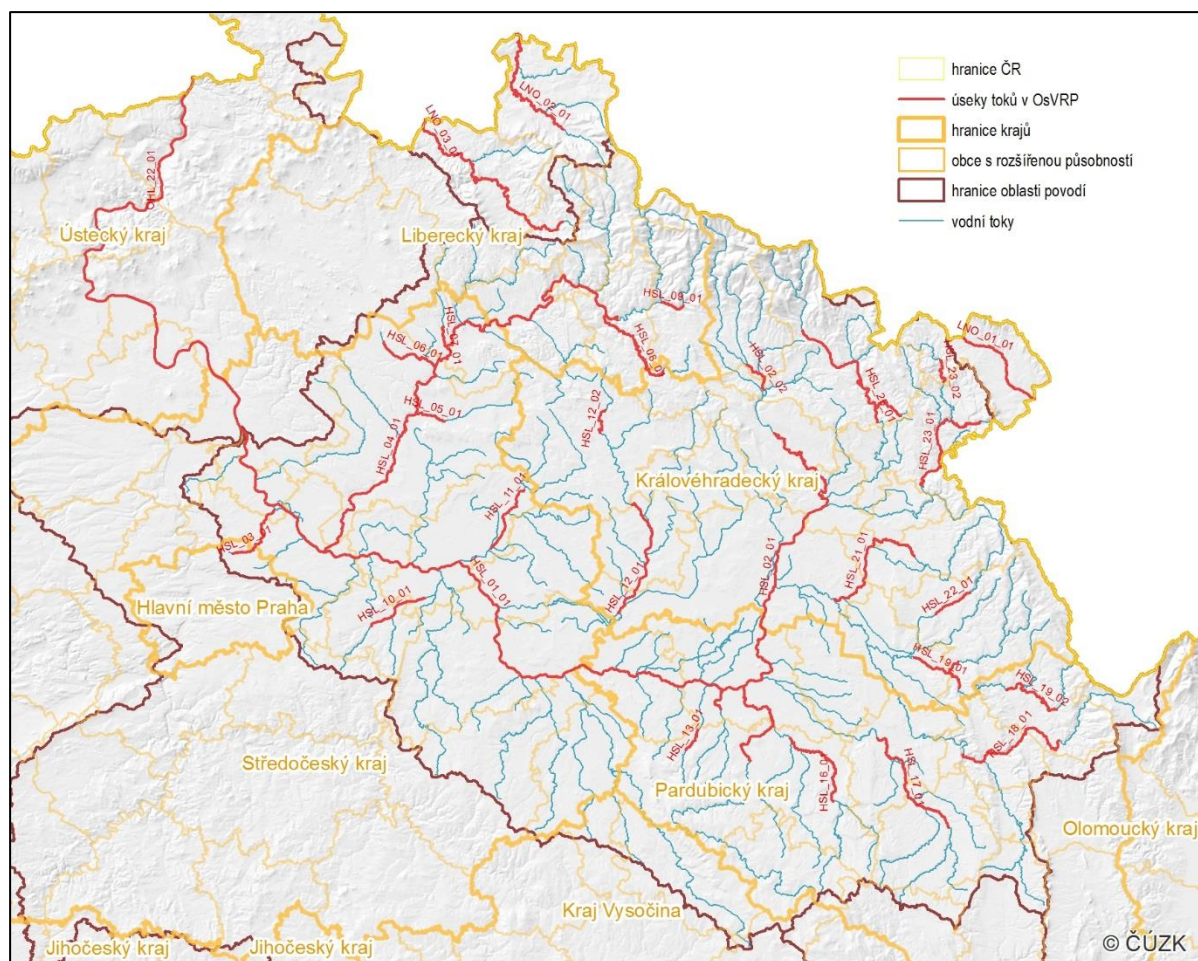 hranice ČR
úseky toků v OsVRP
hranice krajů
obce s rozšířenou působností
hranice oblasti povodí
vodní toky
LNO_02_01
OHL_22_01
Ústecký kraj
Liberecký kraj
HSL_09_01
HSL_07_01
HSL_06_01
LNO_01_01
HSL_23_02
HSL_02_02
HSL_05_01
HSL_12_02
HSL_04_01
HSL_23_01
Královéhradecký kraj
HSL_11_01
HSL_03_01
HSL_02_01
HSL_21_01
HSL_01_01
HSL_12_01
HSL_10_01
HSL_22_01
Hlavní město Praha
HSL_19_01
HSL_19_02
HSL_13_01
HSL_18_01
Středočeský kraj
Pardubický kraj
HSL_17_01
Olomoucký kraj
Kraj Vysočina
Jihočeský kraj
Jihočeský kraj
© ČÚZK